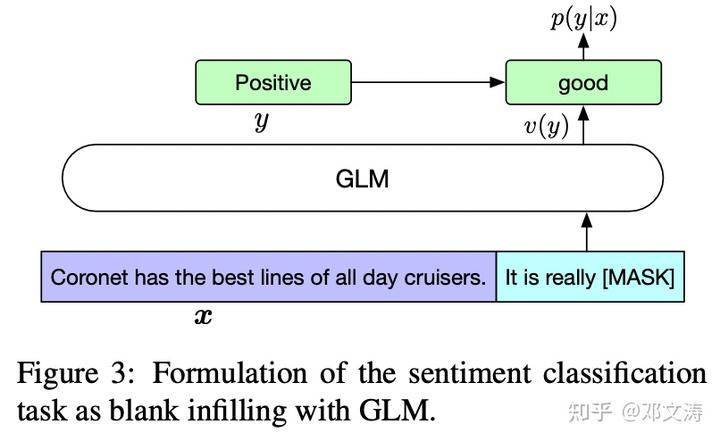 p(y|x)
Positive
good
y
v(y)
GLM
Coronet has the best lines of all day cruisers.
It is really [MASK]
x
Figure 3: Formulation of the sentiment classification
task as blank infilling with GLM.
知乎 @邓文涛